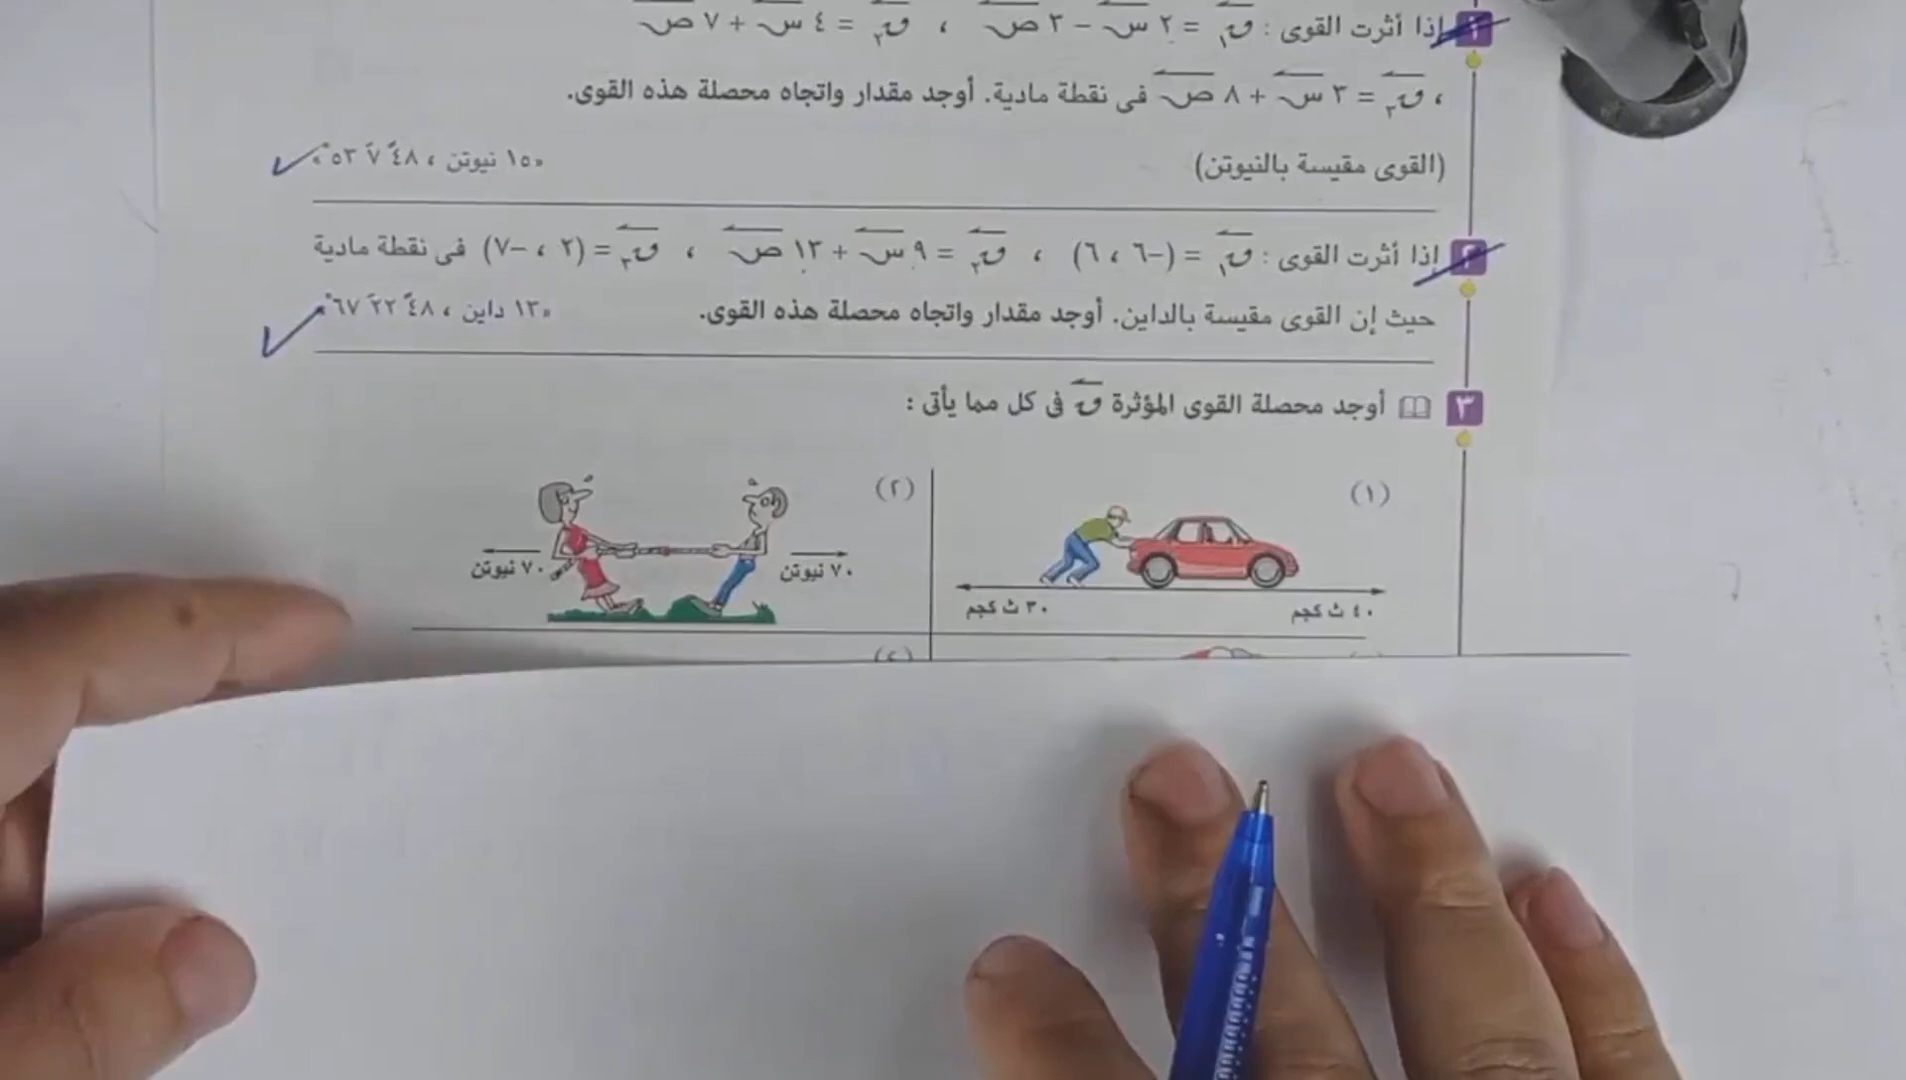 ١ إذا أثرت القوى : ق١ = ٢ س − ٣ ص ، ق٢ = ٤ س + ٧ ص
، ق٣ = ٣ س + ٨ ص فى نقطة مادية. أوجد مقدار واتجاه محصلة هذه القوى.
(القوى مقيسة بالنيوتن) «١٥ نيوتن ، ٤٨ ً ٧ َ ٥٣ °»
٢ إذا أثرت القوى : ق١ = (−٦ ، ٦) ، ق٢ = ٩ س + ١٣ ص ، ق٣ = (٢ ، −٧) فى نقطة مادية
حيث إن القوى مقيسة بالداين. أوجد مقدار واتجاه محصلة هذه القوى. «١٣ داين ، ٤٨ ً ٢٢ َ ٦٧ °»
٣ أوجد محصلة القوى المؤثرة ق فى كل مما يأتى :
(١)
٤٠ ث كجم
٣٠ ث كجم
(٢)
٧٠ نيوتن
٧٠ نيوتن